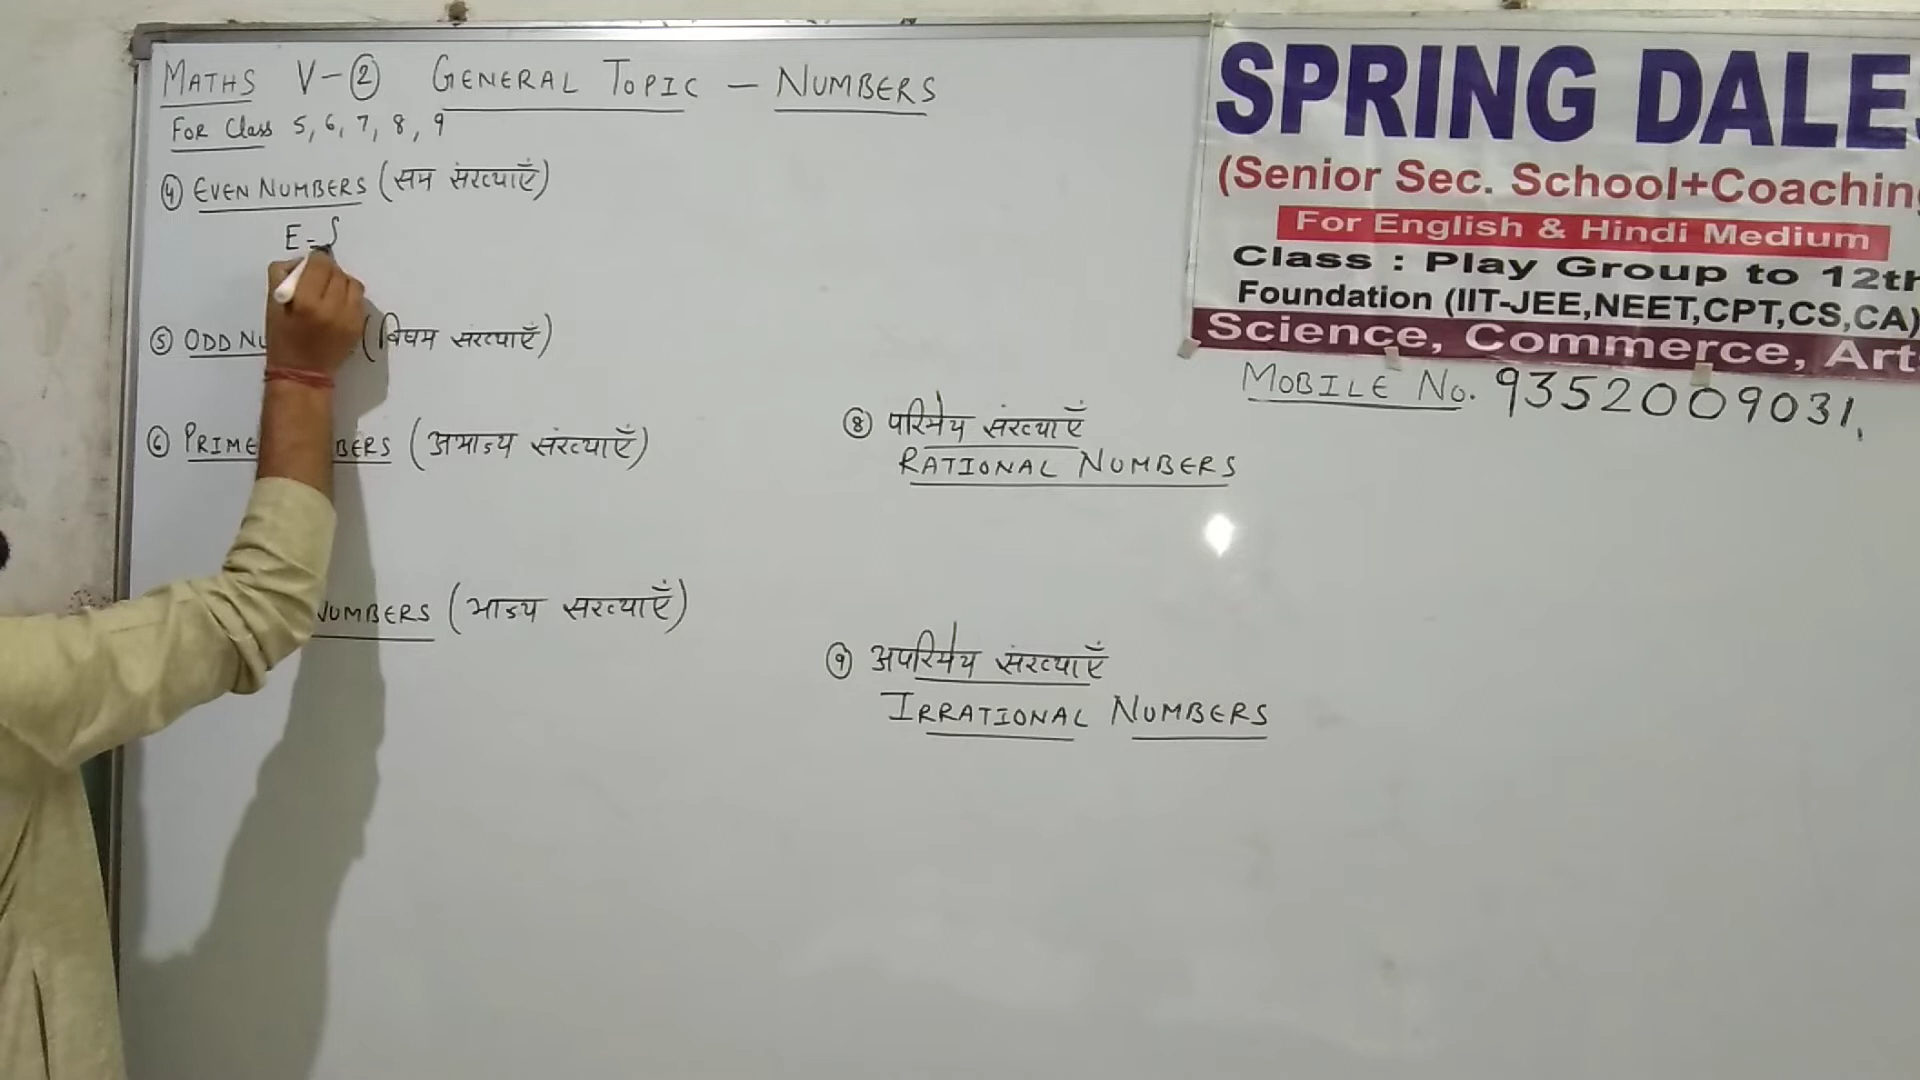 MATHS V-② GENERAL TOPIC - NUMBERS
FOR Class 5, 6, 7, 8, 9
④ EVEN NUMBERS (सम संख्याएँ)
E =
⑤ ODD (विषम संख्याएँ)
⑥ PRIME (अभाज्य संख्याएँ)
NUMBERS (भाज्य संख्याएँ)
⑧ परिमेय संख्याएँ
RATIONAL NUMBERS
⑨ अपरिमेय संख्याएँ
IRRATIONAL NUMBERS
SPRING DALE
(Senior Sec. School+Coachin
For English & Hindi Medium
Class : Play Group to 12th
Foundation (IIT-JEE,NEET,CPT,CS,CA)
Science, Commerce, Art
MOBILE No. 9352009031.